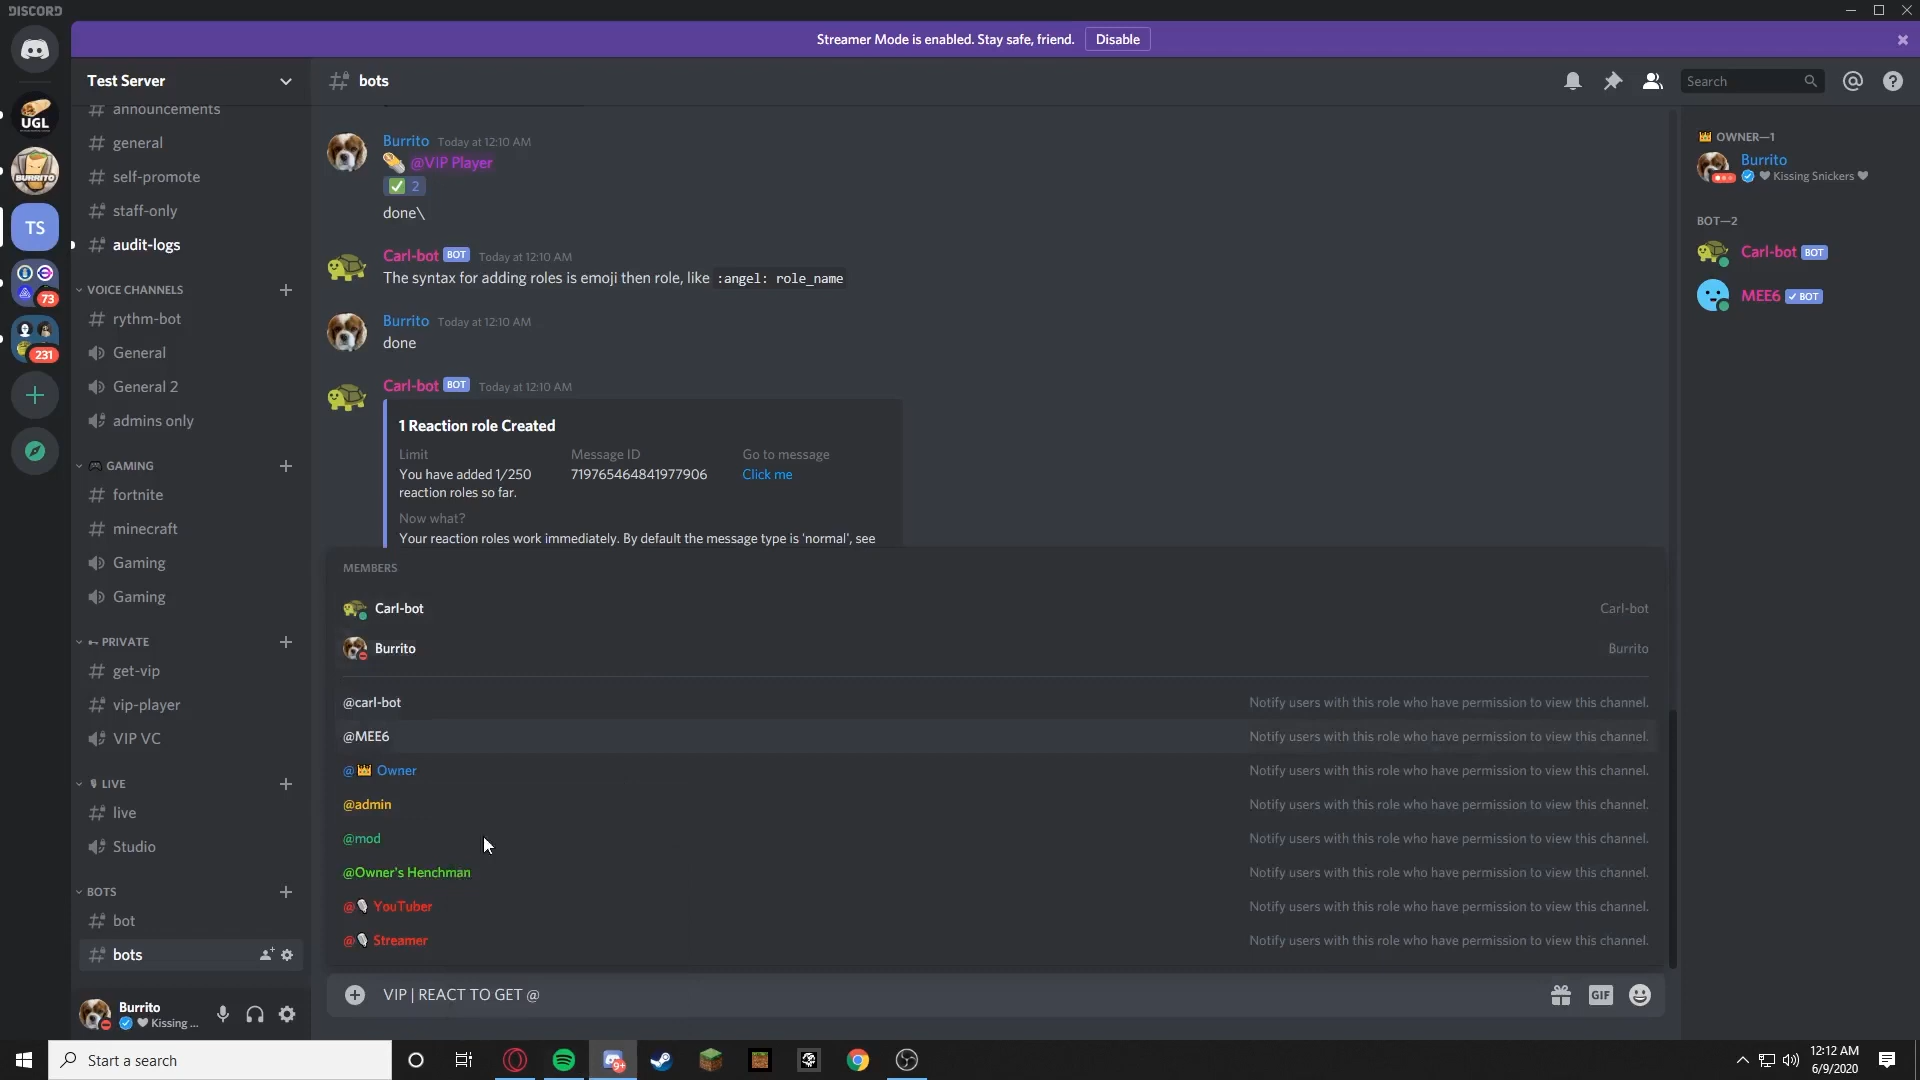 DISCORD
Streamer Mode is enabled. Stay safe, friend. Disable
UGL
BURRITO
TS
73
231
Test Server
announcements
general
self-promote
staff-only
audit-logs
VOICE CHANNELS
rythm-bot
General
General 2
admins only
GAMING
fortnite
minecraft
Gaming
Gaming
PRIVATE
get-vip
vip-player
VIP VC
LIVE
live
Studio
BOTS
bot
bots
Burrito
Kissing ...
bots
Search
Burrito Today at 12:10 AM
@VIP Player
2
done\
Carl-bot BOT Today at 12:10 AM
The syntax for adding roles is emoji then role, like :angel: role_name
Burrito Today at 12:10 AM
done
Carl-bot BOT Today at 12:10 AM
1 Reaction role Created
Limit Message ID Go to message
You have added 1/250 719765464841977906 Click me
reaction roles so far.
Now what?
Your reaction roles work immediately. By default the message type is 'normal', see
MEMBERS
Carl-bot Carl-bot
Burrito Burrito
@carl-bot Notify users with this role who have permission to view this channel.
@MEE6 Notify users with this role who have permission to view this channel.
@👑 Owner Notify users with this role who have permission to view this channel.
@admin Notify users with this role who have permission to view this channel.
@mod Notify users with this role who have permission to view this channel.
@Owner's Henchman Notify users with this role who have permission to view this channel.
@🎙 YouTuber Notify users with this role who have permission to view this channel.
@🎙 Streamer Notify users with this role who have permission to view this channel.
VIP | REACT TO GET @
GIF
OWNER—1
Burrito
Kissing Snickers
BOT—2
Carl-bot BOT
MEE6 ✓ BOT
Start a search
9+
12:12 AM
6/9/2020